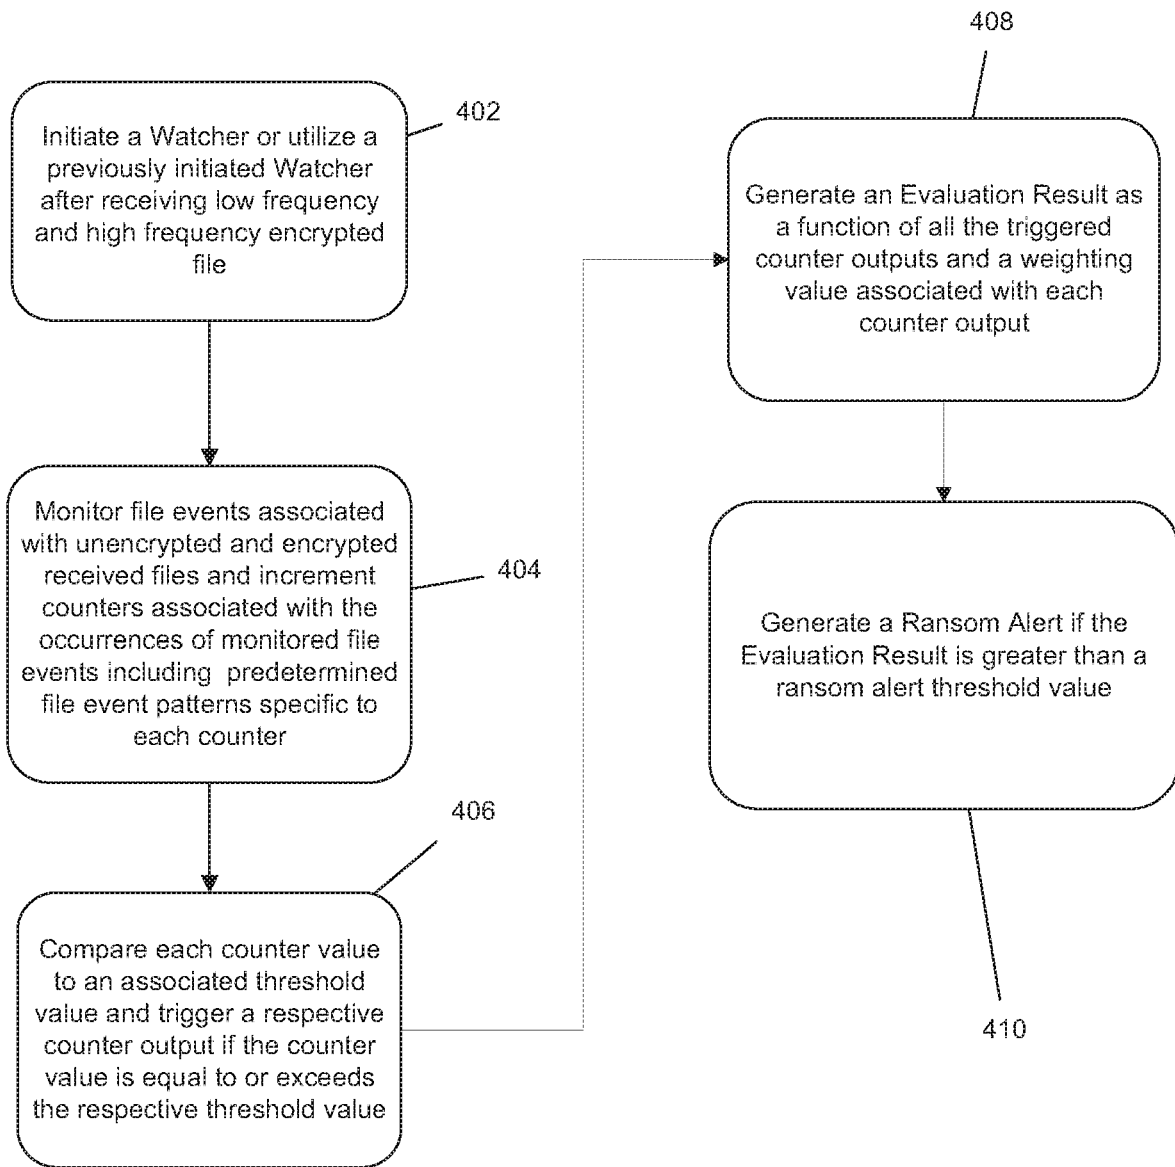 402
Initiate a Watcher or utilize a
previously initiated Watcher
after receiving low frequency
and high frequency encrypted
file
404
Monitor file events associated
with unencrypted and encrypted
received files and increment
counters associated with the
occurrences of monitored file
events including predetermined
file event patterns specific to
each counter
406
Compare each counter value
to an associated threshold
value and trigger a respective
counter output if the counter
value is equal to or exceeds
the respective threshold value
408
Generate an Evaluation Result as
a function of all the triggered
counter outputs and a weighting
value associated with each
counter output
Generate a Ransom Alert if the
Evaluation Result is greater than a
ransom alert threshold value
410